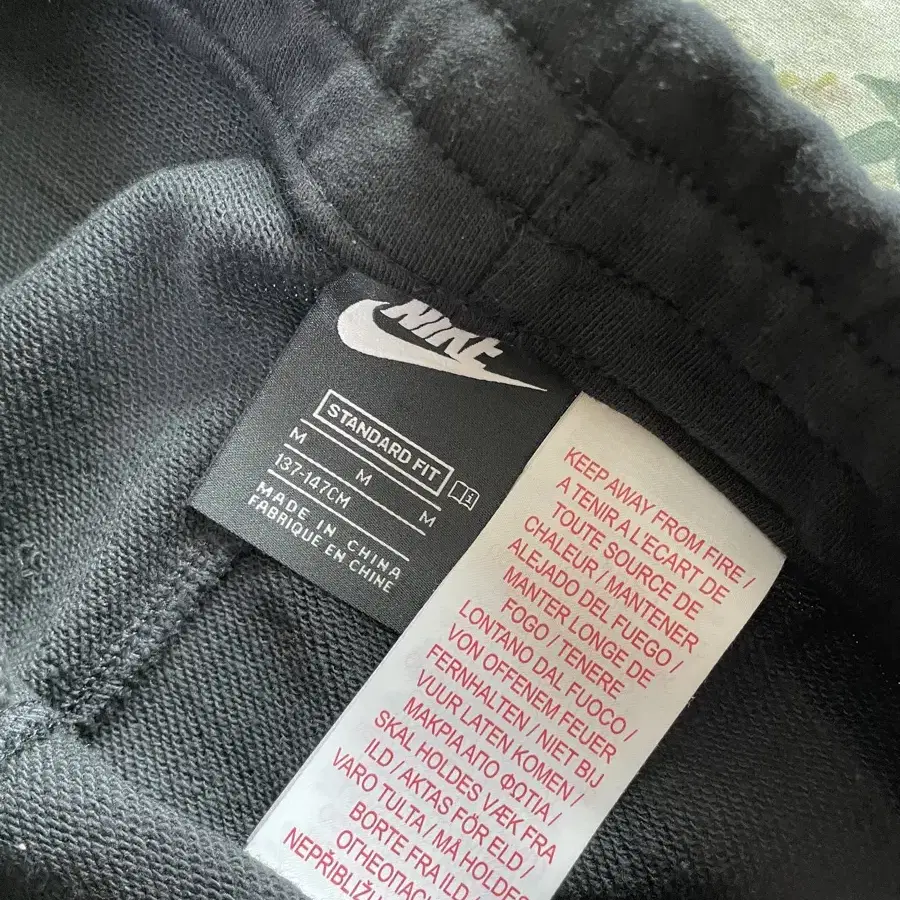 NIKE
STANDARD FIT
M M
137-147CM M
MADE IN CHINA
FABRIQUE EN CHINE
KEEP AWAY FROM FIRE /
A TENIR A L'ECART DE
TOUTE SOURCE DE
CHALEUR / MANTENER
ALEJADO DEL FUEGO /
MANTER LONGE DE
FOGO / TENERE
LONTANO DAL FUOCO /
VON OFFENEM FEUER
FERNHALTEN / NIET BIJ
VUUR LATEN KOMEN /
ΜΑΚΡΙΑ ΑΠΟ ΦΩΤΙΑ /
SKAL HOLDES VÆK FRA
ILD / AKTAS FÖR ELD /
VARO TULTA / MÅ HOLDES
BORTE FRA ILD
ОГНЕОПАС
NEPŘIBLIŽU